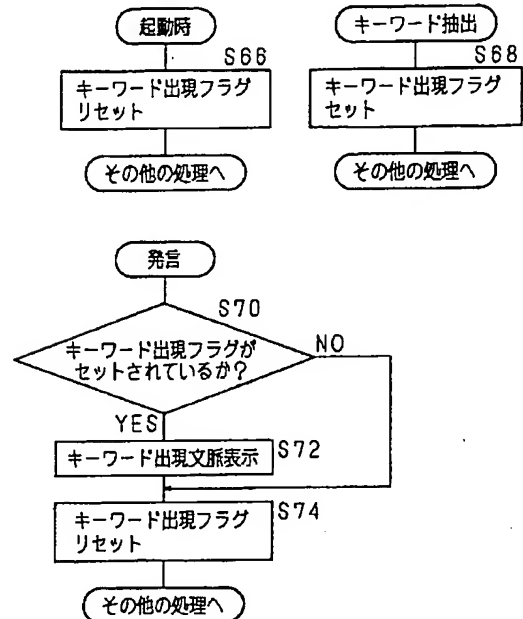 起動時
S66
キーワード出現フラグ
リセット
その他の処理へ
キーワード抽出
S68
キーワード出現フラグ
セット
その他の処理へ
発言
S70
キーワード出現フラグが
セットされているか?
NO
YES
キーワード出現文脈表示
S72
キーワード出現フラグ
リセット
S74
その他の処理へ